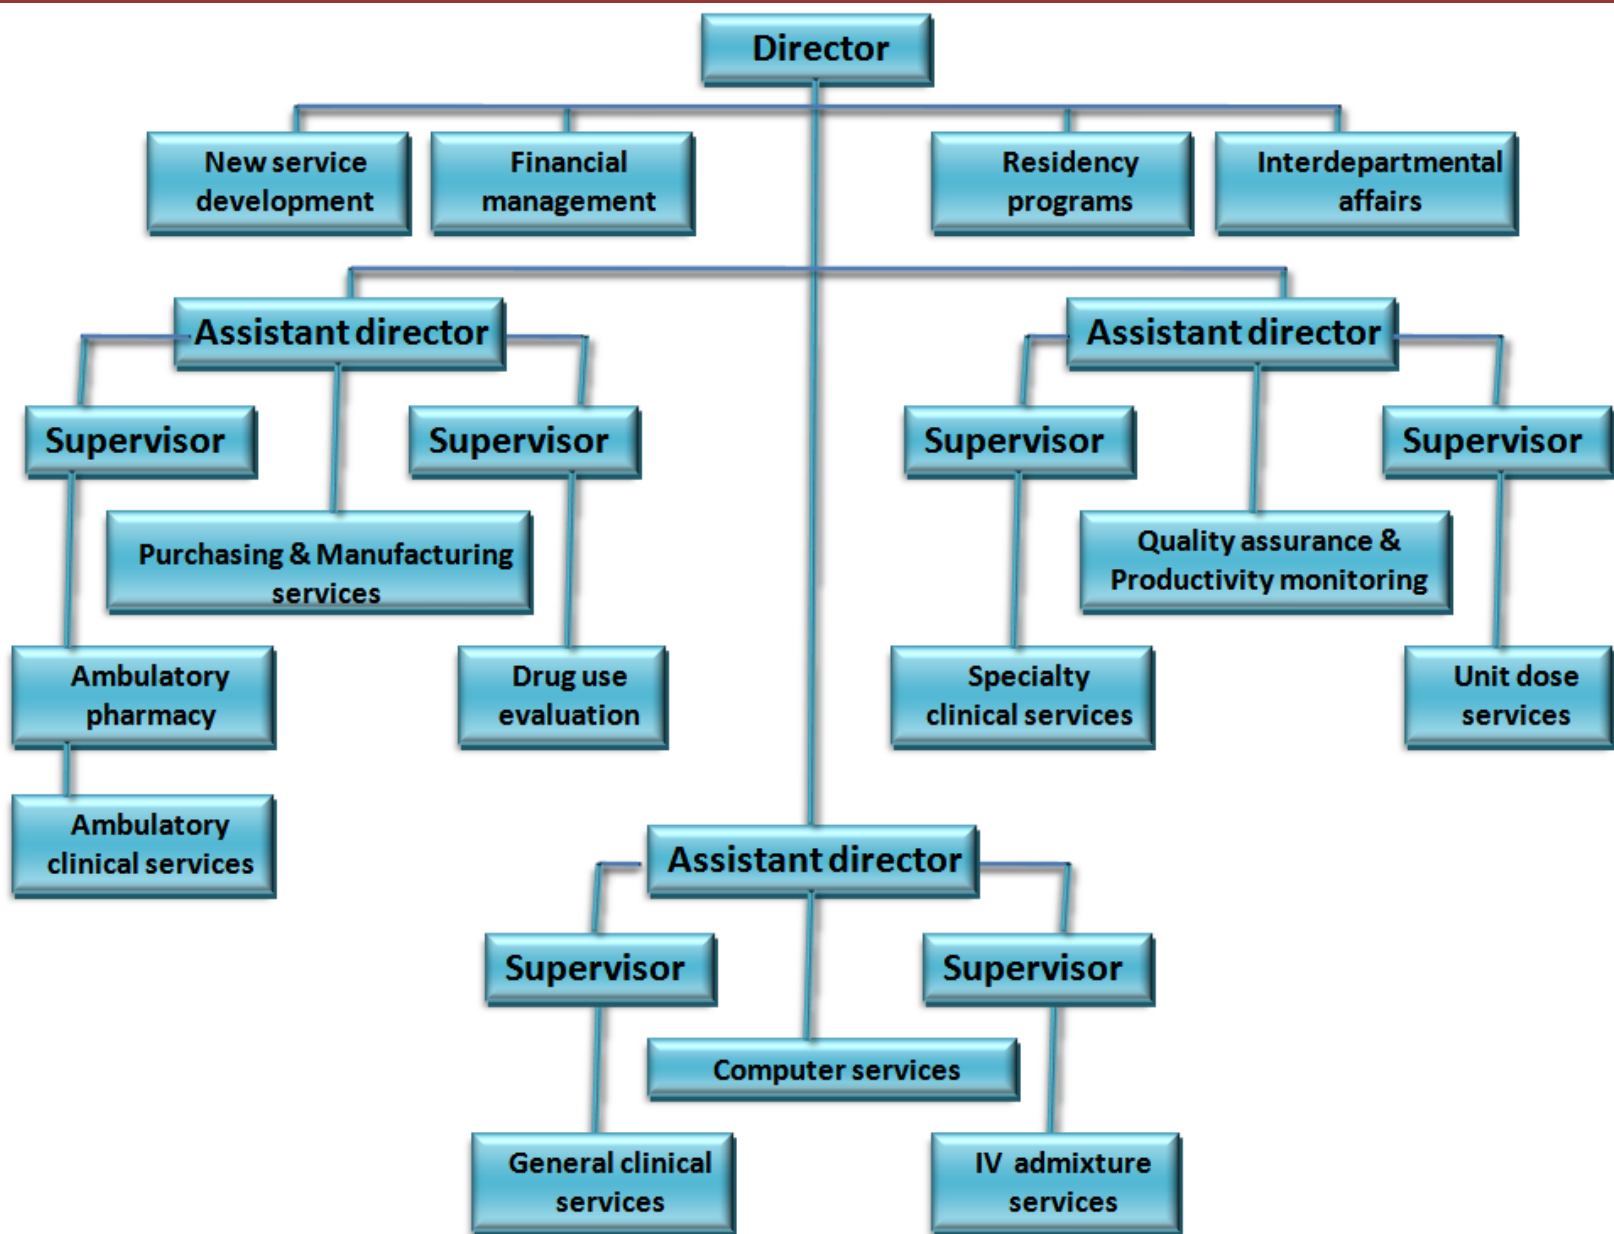 Director
New service
development
Financial
management
Residency
programs
Interdepartmental
affairs
Assistant director
Assistant director
Supervisor
Supervisor
Supervisor
Supervisor
Purchasing & Manufacturing
services
Quality assurance &
Productivity monitoring
Ambulatory
pharmacy
Drug use
evaluation
Specialty
clinical services
Unit dose
services
Ambulatory
clinical services
Assistant director
Supervisor
Supervisor
Computer services
General clinical
services
IV admixture
services